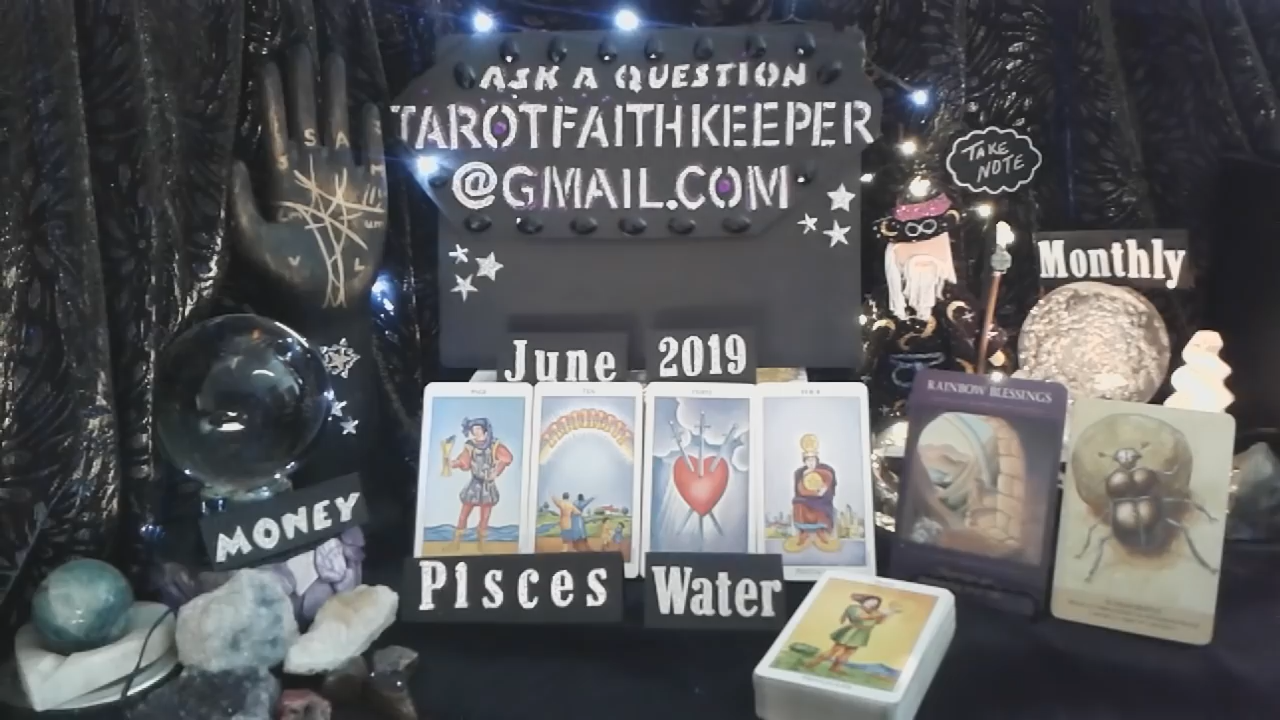 ASK A QUESTION
TAROTFAITHKEEPER
@GMAIL.COM
TAKE
NOTE
Monthly
June 2019
RAINBOW BLESSINGS
MONEY
Pisces Water